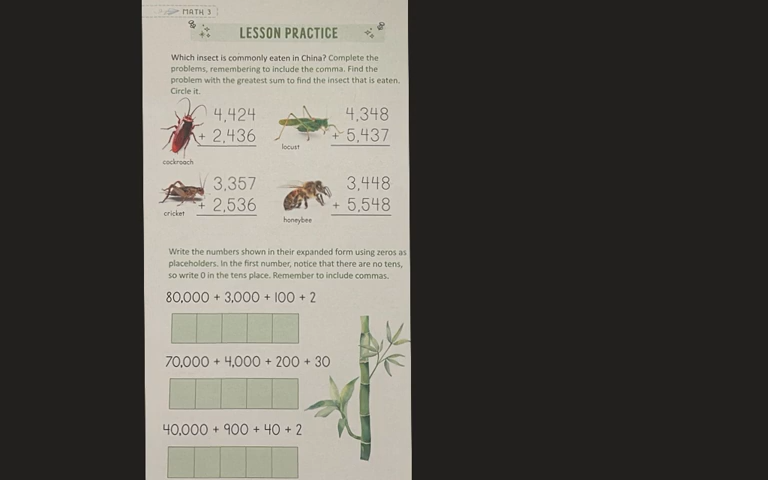 MATH 3
LESSON PRACTICE
Which insect is commonly eaten in China? Complete the
problems, remembering to include the comma. Find the
problem with the greatest sum to find the insect that is eaten.
Circle it.
4,424
+ 2,436
cockroach
4,348
+ 5,437
locust
3,357
+ 2,536
cricket
3,448
+ 5,548
honeybee
Write the numbers shown in their expanded form using zeros as
placeholders. In the first number, notice that there are no tens,
so write 0 in the tens place. Remember to include commas.
80,000 + 3,000 + 100 + 2
70,000 + 4,000 + 200 + 30
40,000 + 900 + 40 + 2